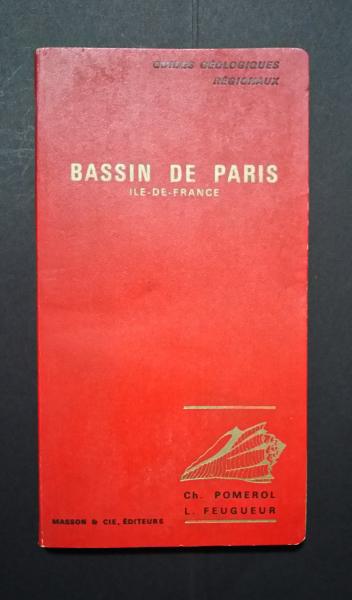 GUIDES GÉOLOGIQUES
RÉGIONAUX
BASSIN DE PARIS
ILE-DE-FRANCE
Ch. POMEROL
L. FEUGUEUR
MASSON & CIE, ÉDITEURS